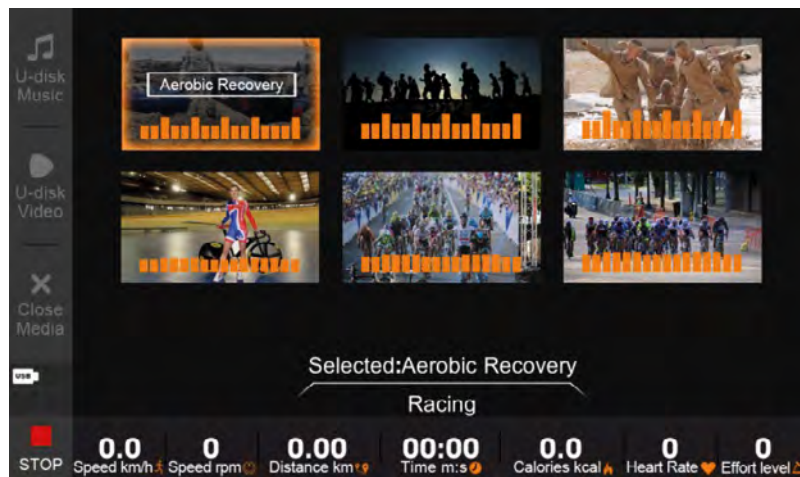 U-disk
Music
Aerobic Recovery
U-disk
Video
Close
Media
USB
Selected:Aerobic Recovery
Racing
STOP
0.0
Speed km/h
0
Speed rpm
0.00
Distance km
00:00
Time m:s
0.0
Calories kcal
0
Heart Rate
0
Effort level